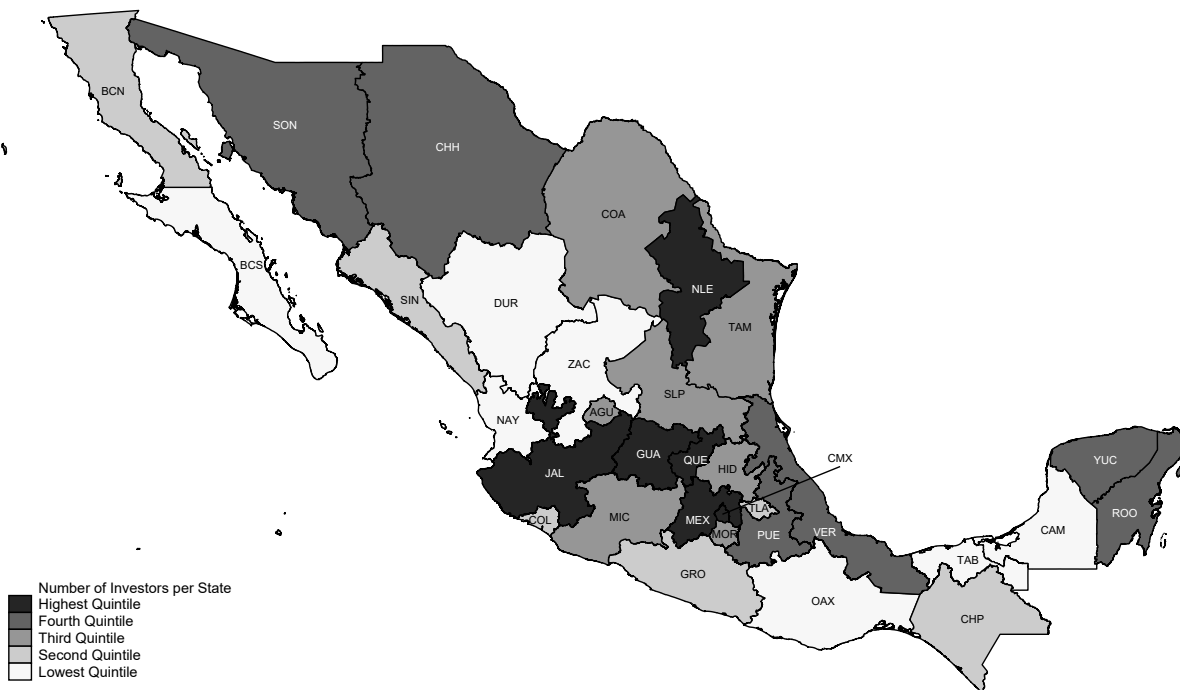 BCN
SON
CHH
COA
BCS
NLE
SIN
DUR
TAM
ZAC
SLP
AGU
NAY
GUA
QUE
CMX
YUC
JAL
HID
TLA
ROO
COL
MIC
MEX
MOR
PUE
VER
CAM
TAB
GRO
OAX
CHP
Number of Investors per State
Highest Quintile
Fourth Quintile
Third Quintile
Second Quintile
Lowest Quintile